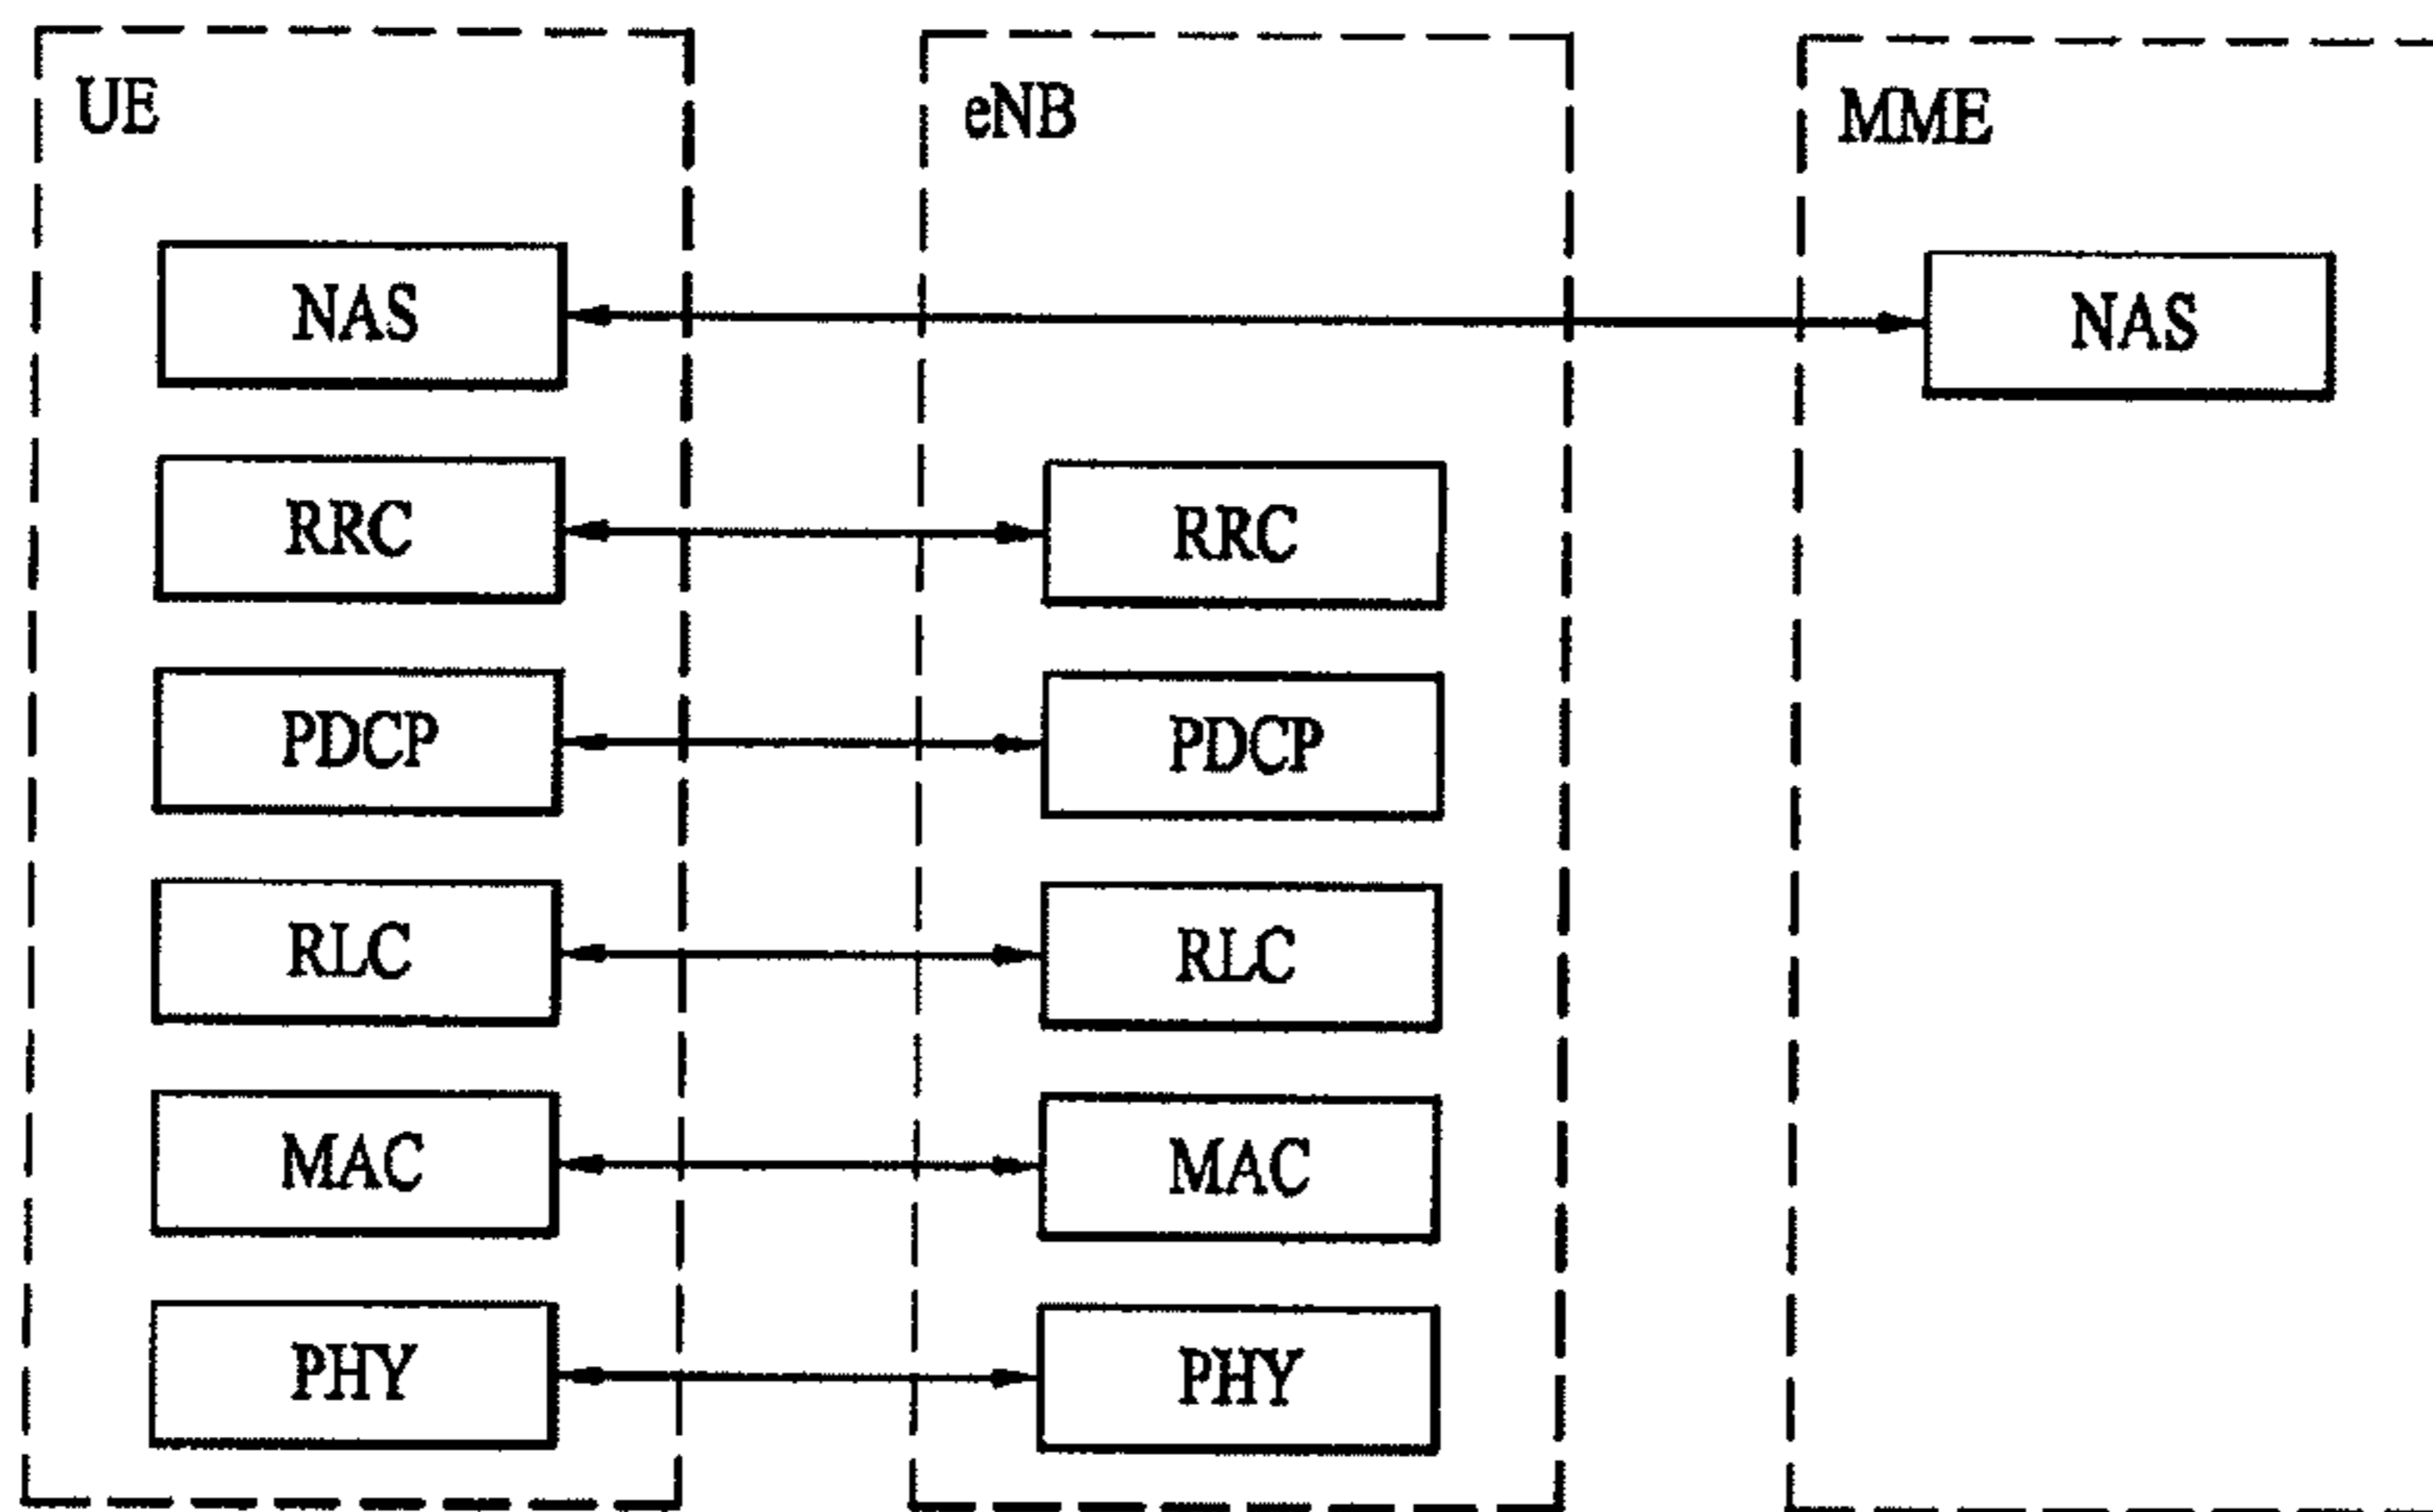 UE
eNB
MME
NAS
NAS
RRC
RRC
PDCP
PDCP
RLC
RLC
MAC
MAC
PHY
PHY